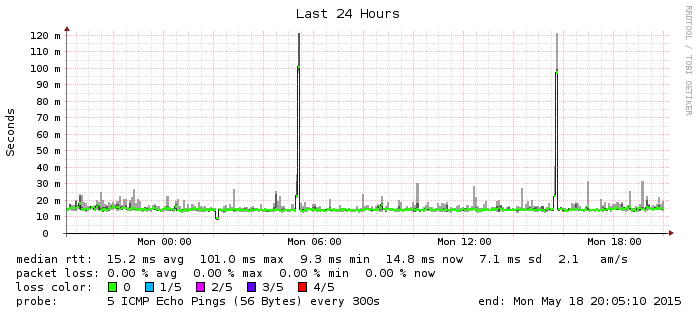 Last 24 Hours
RRDTOOL / TOBI OETIKER
Seconds
120 m
110 m
100 m
90 m
80 m
70 m
60 m
50 m
40 m
30 m
20 m
10 m
0
Mon 00:00 Mon 06:00 Mon 12:00 Mon 18:00
median rtt: 15.2 ms avg 101.0 ms max 9.3 ms min 14.8 ms now 7.1 ms sd 2.1 am/s
packet loss: 0.00 % avg 0.00 % max 0.00 % min 0.00 % now
loss color: 0 1/5 2/5 3/5 4/5
probe: 5 ICMP Echo Pings (56 Bytes) every 300s end: Mon May 18 20:05:10 2015